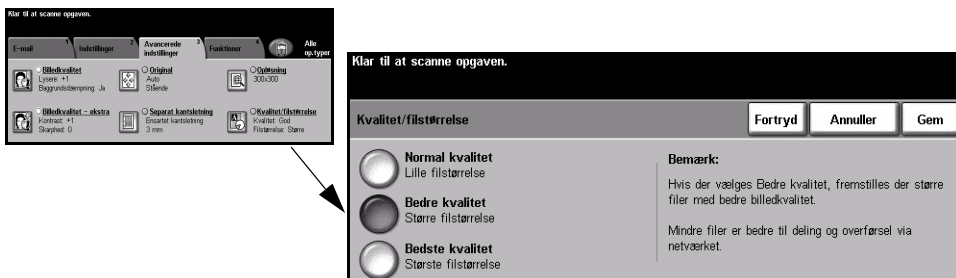 Klar til at scanne opgaven.
E-mail
1
Indstillinger
2
Avancerede
indstillinger
3
Funktioner
4
Alle
op.typer
Billedkvalitet
Lysere: +1
Baggrundsdæmpning: Ja
Original
Auto
Stående
Opløsning
300x300
Billedkvalitet - ekstra
Kontrast: +1
Skarphed: 0
Separat kantsletning
Ensartet kantsletning
3 mm
Kvalitet/filstørrelse
Kvalitet: God
Filstørrelse: Større
Klar til at scanne opgaven.
Kvalitet/filstørrelse
Fortryd
Annuller
Gem
Normal kvalitet
Lille filstørrelse
Bedre kvalitet
Større filstørrelse
Bedste kvalitet
Største filstørrelse
Bemærk:
Hvis der vælges Bedre kvalitet, fremstilles der større
filer med bedre billedkvalitet.
Mindre filer er bedre til deling og overførsel via
netværket.